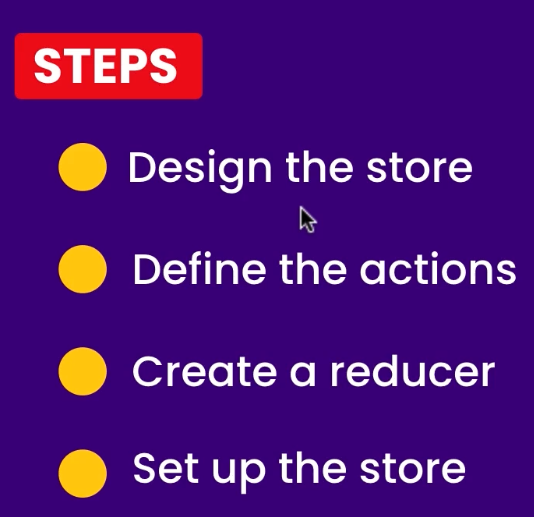 STEPS
Design the store
Define the actions
Create a reducer
Set up the store